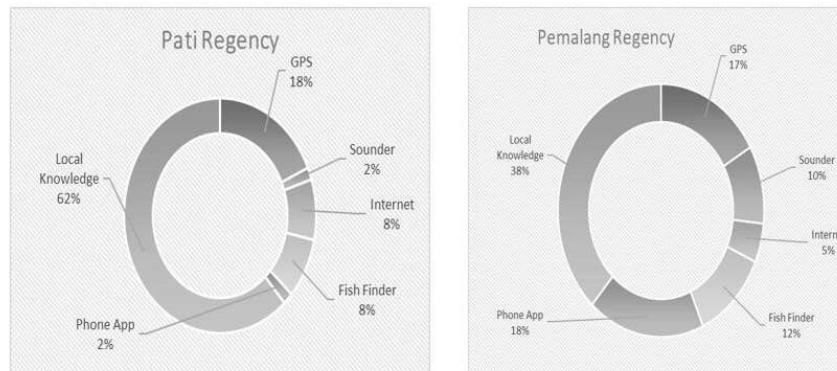 Pati Regency
GPS
18%
Sounder
2%
Internet
8%
Fish Finder
8%
Phone App
2%
Local
Knowledge
62%
Pemalang Regency
GPS
17%
Sounder
10%
Intern
5%
Fish Finder
12%
Phone App
18%
Local
Knowledge
38%